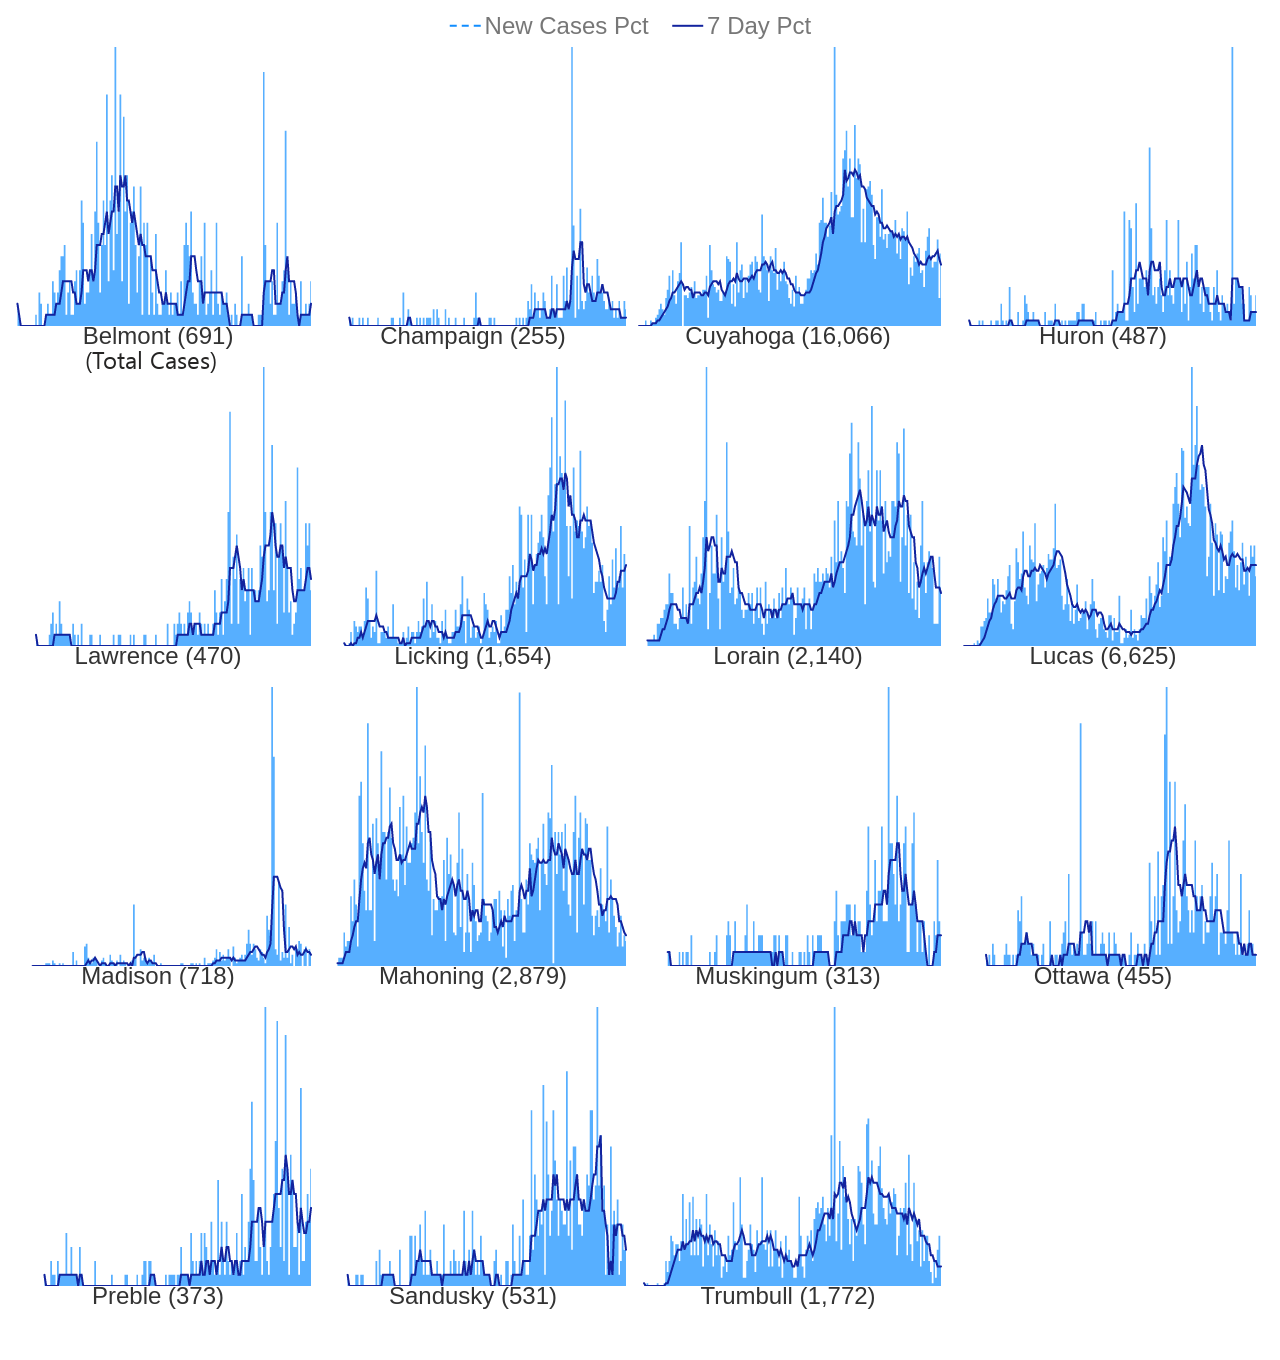 New Cases Pct 7 Day Pct
Belmont (691)
(Total Cases)
Champaign (255)
Cuyahoga (16,066)
Huron (487)
Lawrence (470)
Licking (1,654)
Lorain (2,140)
Lucas (6,625)
Madison (718)
Mahoning (2,879)
Muskingum (313)
Ottawa (455)
Preble (373)
Sandusky (531)
Trumbull (1,772)